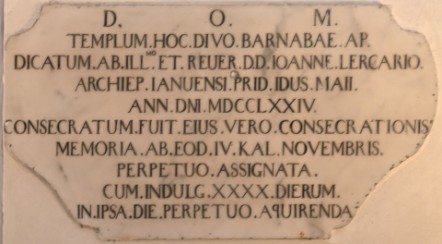 D. O. M.
TEMPLUM.HOC.DIVO.BARNABAE.AP.
DICATUM.AB.ILL.MO ET.REUER.D.D.IOANNE.LERCARIO.
ARCHIEP.IANUENSI.PRID.IDUS.MAII.
ANN.DNI.MDCCLXXIV.
CONSECRATUM.FUIT.EIUS.VERO.CONSECRATIONIS
MEMORIA.AB.EOD.IV.KAL.NOVEMBRIS.
PERPETUO.ASSIGNATA.
CUM.INDULG.XXXX.DIERUM.
IN.IPSA.DIE.PERPETUO.AQUIRENDA